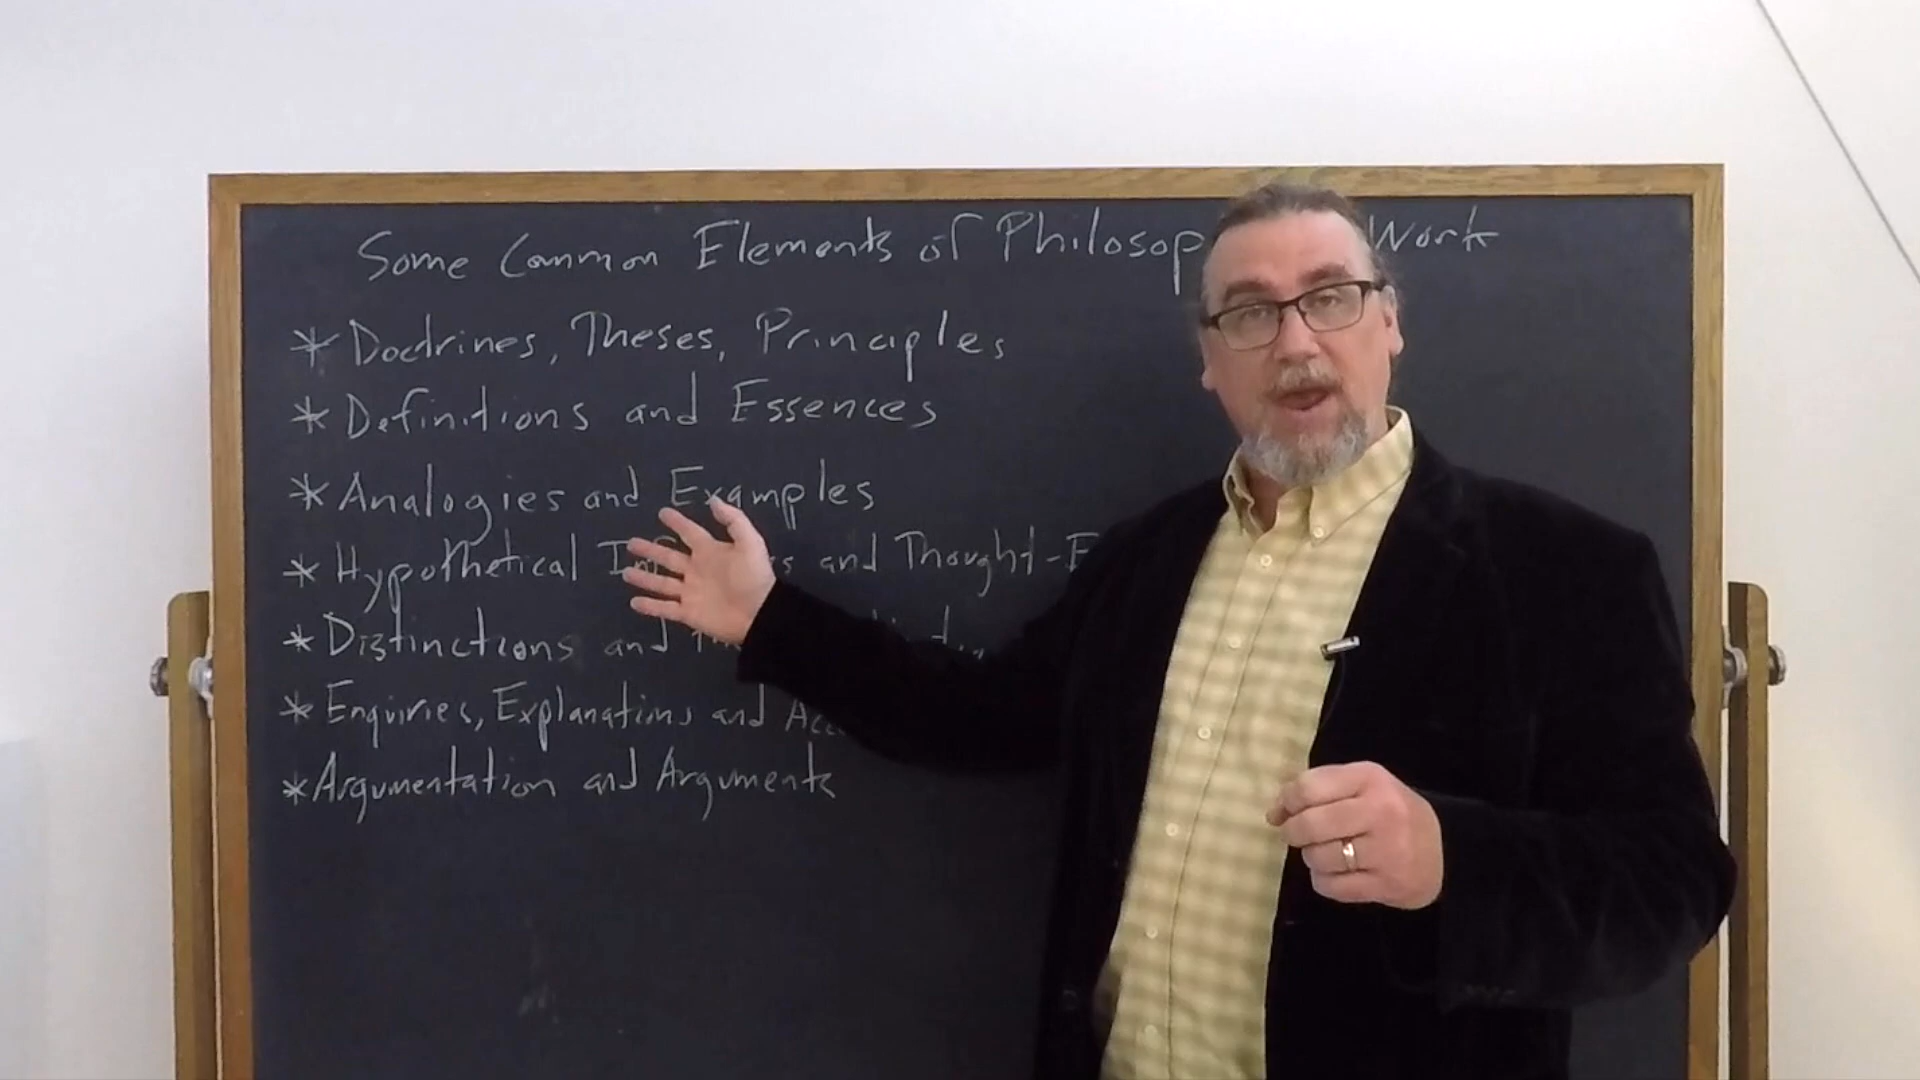 Some Common Elements of Philosop Work
* Doctrines, Theses, Principles
* Definitions and Essences
* Analogies and Examples
* Hypothetical and Thought-E
* Distinctions and
* Enquiries, Explanations and
* Argumentation and Arguments